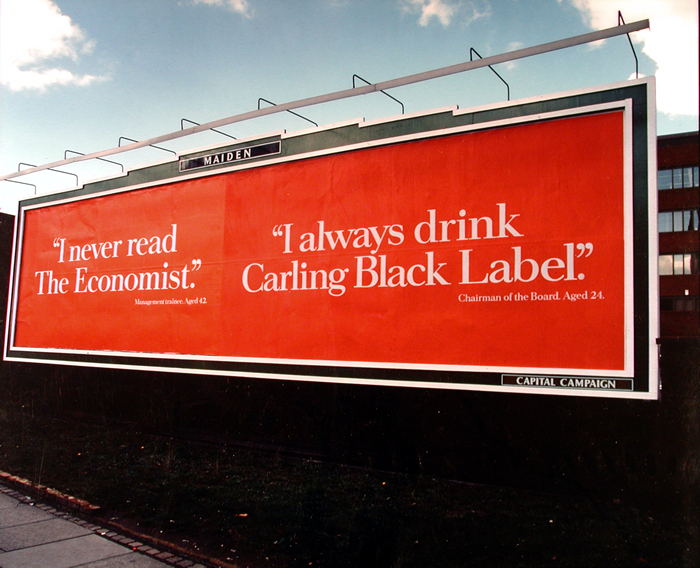 MAIDEN
“I never read
The Economist.”
Management trainee. Aged 42.
“I always drink
Carling Black Label.”
Chairman of the Board. Aged 24.
CAPITAL CAMPAIGN